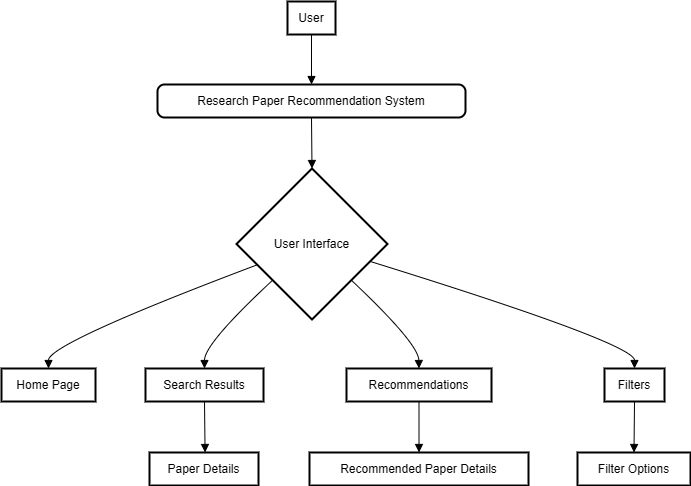 User
Research Paper Recommendation System
User Interface
Home Page
Search Results
Recommendations
Filters
Paper Details
Recommended Paper Details
Filter Options